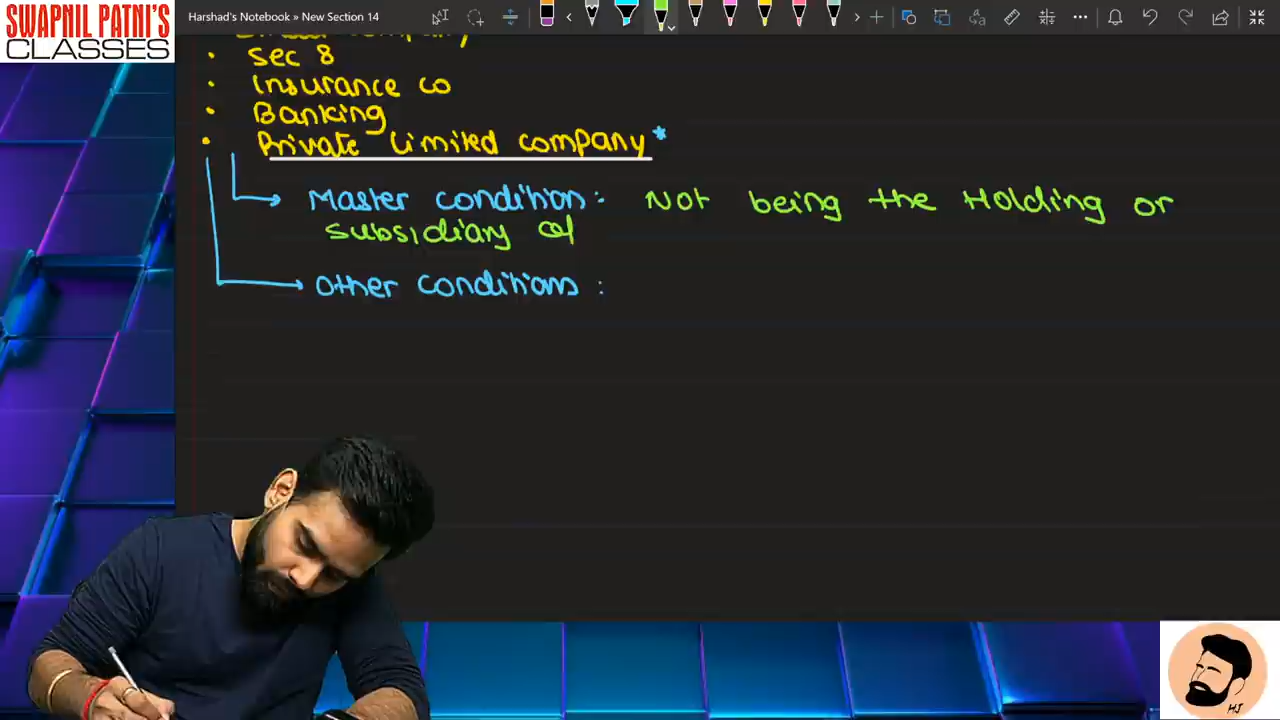 SWAPNIL PATNI'S
CLASSES
Harshad's Notebook » New Section 14
Sec 8
Insurance co
Banking
Private Limited company*
Master condition: Not being the Holding or
subsidiary of
Other conditions:
HJ